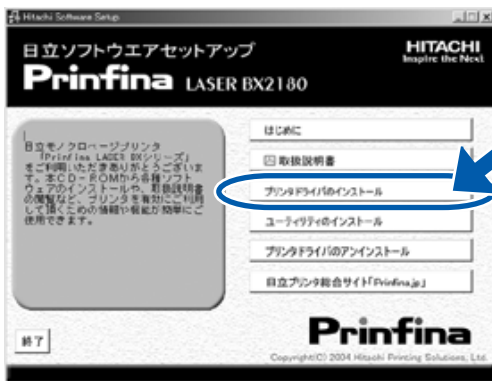 Hitachi Software Setup
日立ソフトウエアセットアップ
Prinfina LASER BX2180
HITACHI
Inspire the Next
日立モノクロページプリンタ
「Prinfina LASER BXシリーズ」
をご利用いただきありがとうございま
す。本CD-ROMから各種ソフト
ウェアのインストールや、取扱説明書
の閲覧など、プリンタを有効にご利用
して頂くための情報や機能が簡単にご
使用できます。
はじめに
取扱説明書
プリンタドライバのインストール
ユーティリティのインストール
プリンタドライバのアンインストール
日立プリンタ総合サイト「Prinfina.jp」
終了
Prinfina
Copyright(C) 2004 Hitachi Printing Solutions, Ltd.